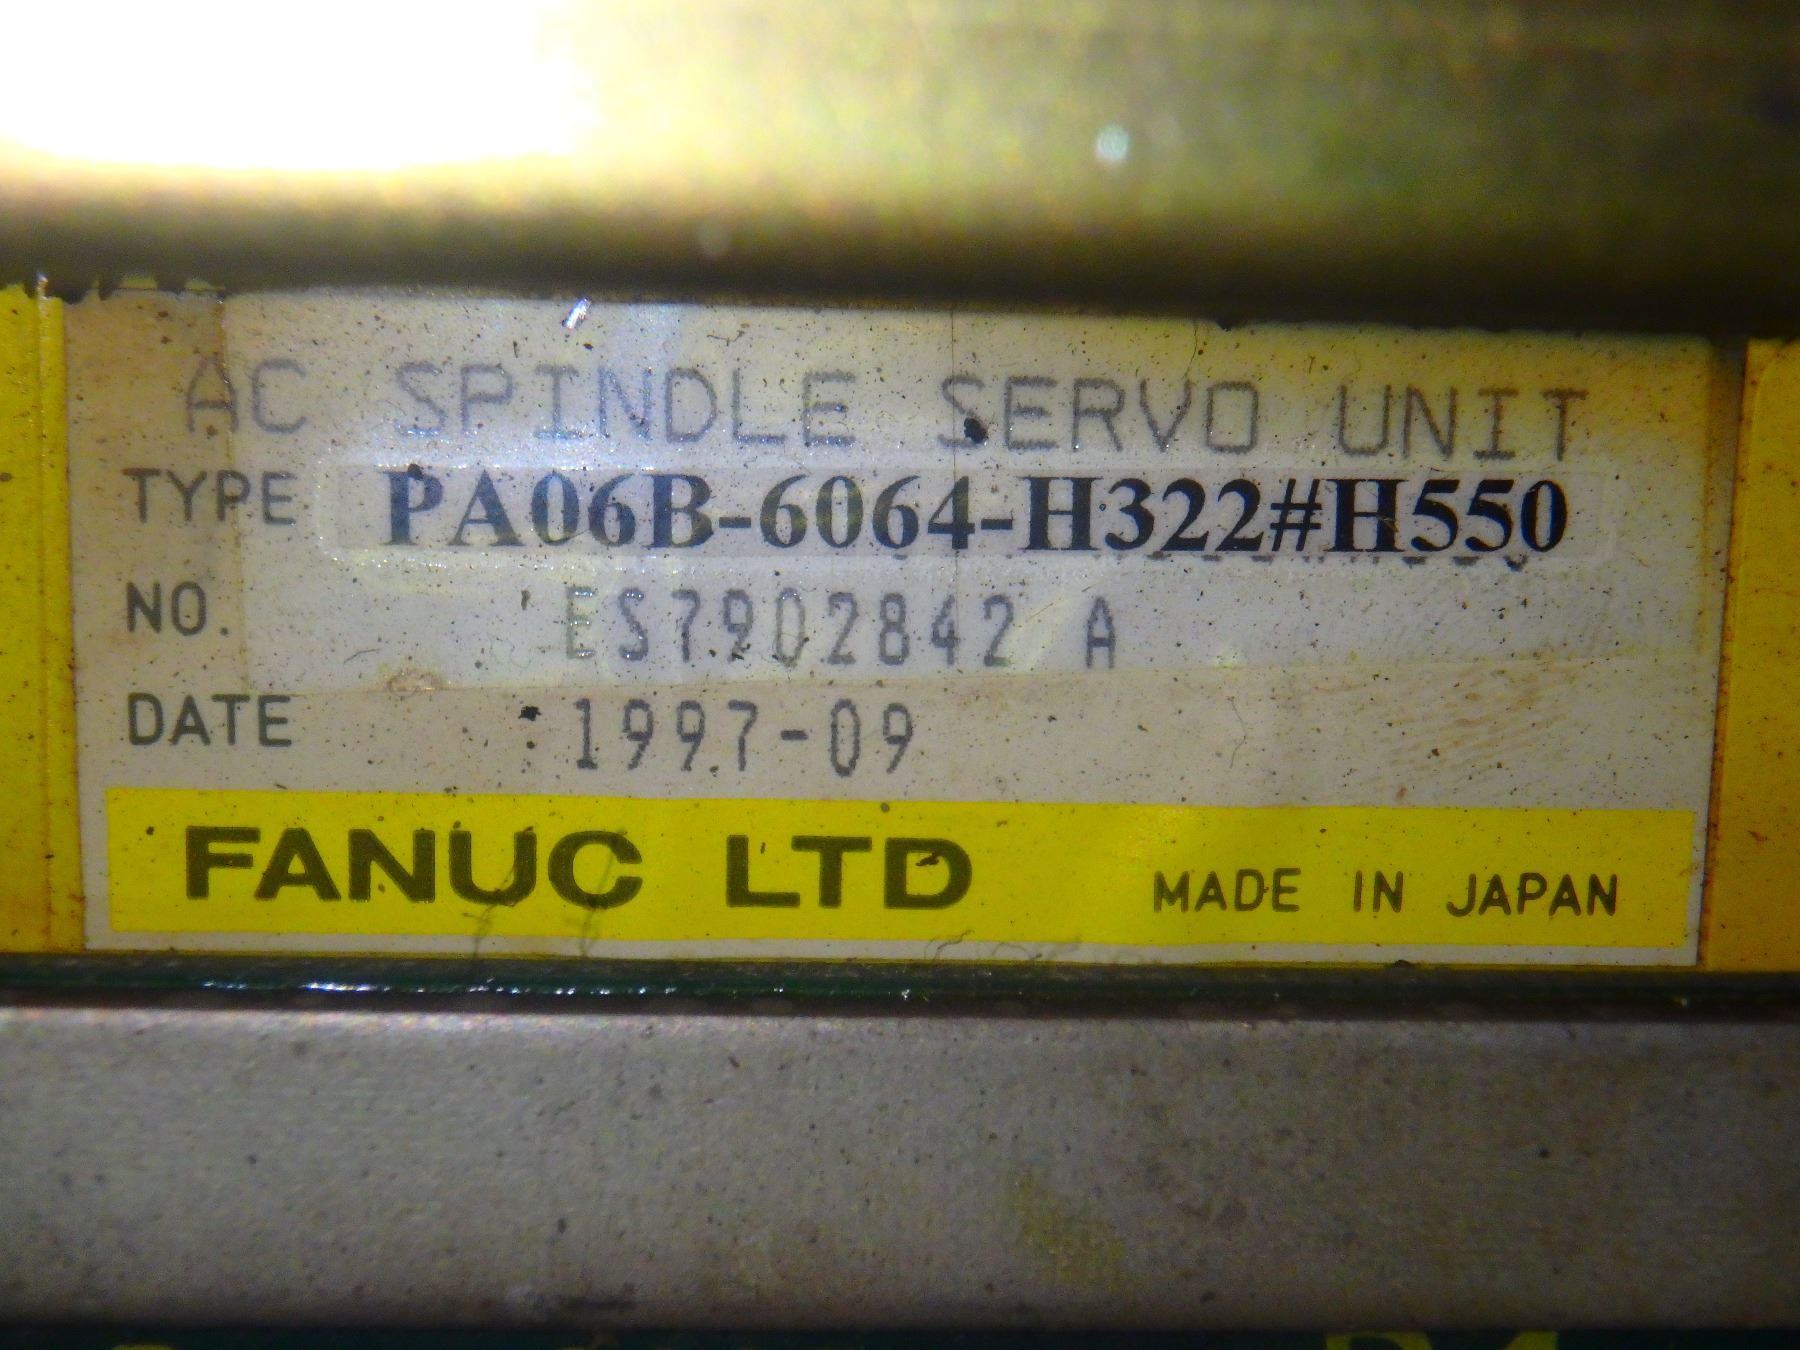 AC SPINDLE SERVO UNIT
TYPE PA06B-6064-H322#H550
NO. ES7902842 A
DATE 1997-09
FANUC LTD MADE IN JAPAN